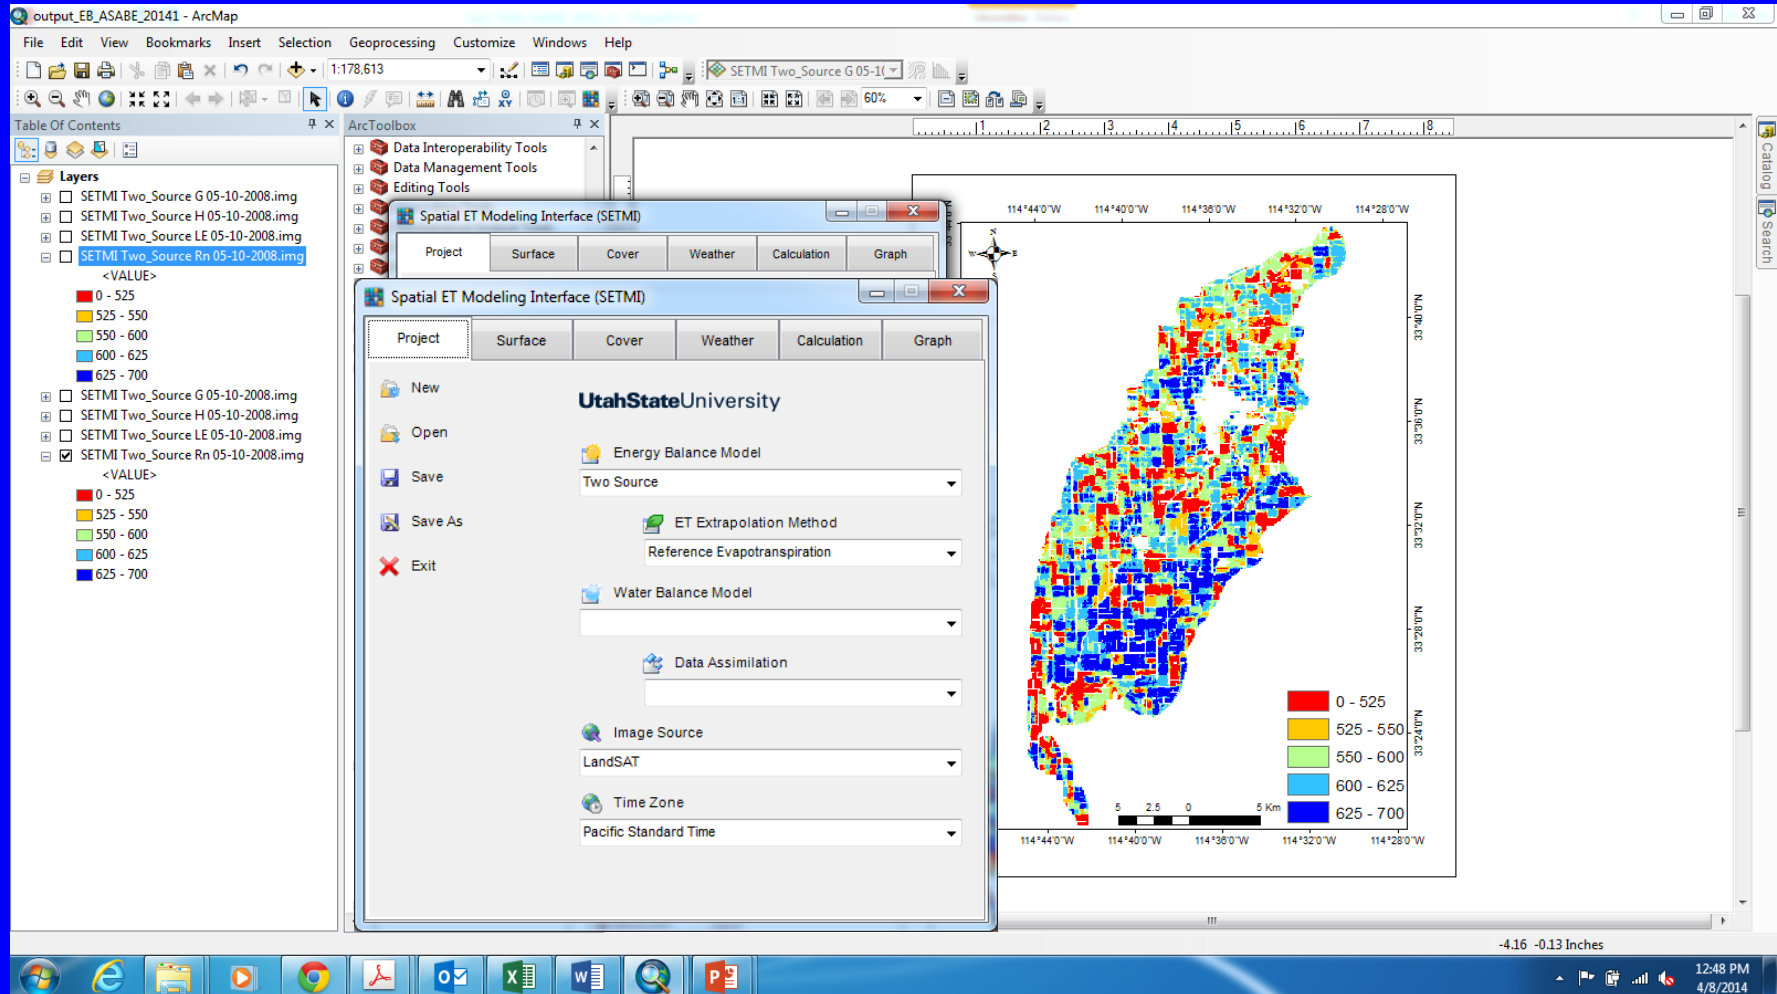 output_EB_ASABE_20141 - ArcMap
File Edit View Bookmarks Insert Selection Geoprocessing Customize Windows Help
1:178,613
SETMI Two_Source G 05-1(
60%
Table Of Contents
Layers
SETMI Two_Source G 05-10-2008.img
SETMI Two_Source H 05-10-2008.img
SETMI Two_Source LE 05-10-2008.img
SETMI Two_Source Rn 05-10-2008.img
<VALUE>
0 - 525
525 - 550
550 - 600
600 - 625
625 - 700
SETMI Two_Source G 05-10-2008.img
SETMI Two_Source H 05-10-2008.img
SETMI Two_Source LE 05-10-2008.img
SETMI Two_Source Rn 05-10-2008.img
<VALUE>
0 - 525
525 - 550
550 - 600
600 - 625
625 - 700
ArcToolbox
Data Interoperability Tools
Data Management Tools
Editing Tools
Spatial ET Modeling Interface (SETMI)
Project Surface Cover Weather Calculation Graph
Spatial ET Modeling Interface (SETMI)
Project Surface Cover Weather Calculation Graph
New
Open
Save
Save As
Exit
UtahStateUniversity
Energy Balance Model
Two Source
ET Extrapolation Method
Reference Evapotranspiration
Water Balance Model
Data Assimilation
Image Source
LandSAT
Time Zone
Pacific Standard Time
1 2 3 4 5 6 7 8
114°44'0"W 114°40'0"W 114°36'0"W 114°32'0"W 114°28'0"W
N
W E
S
33°40'0"N
33°36'0"N
33°32'0"N
33°28'0"N
33°24'0"N
0 - 525
525 - 550
550 - 600
600 - 625
625 - 700
5 2.5 0 5 Km
114°44'0"W 114°40'0"W 114°36'0"W 114°32'0"W 114°28'0"W
Catalog
Search
-4.16 -0.13 Inches
12:48 PM
4/8/2014